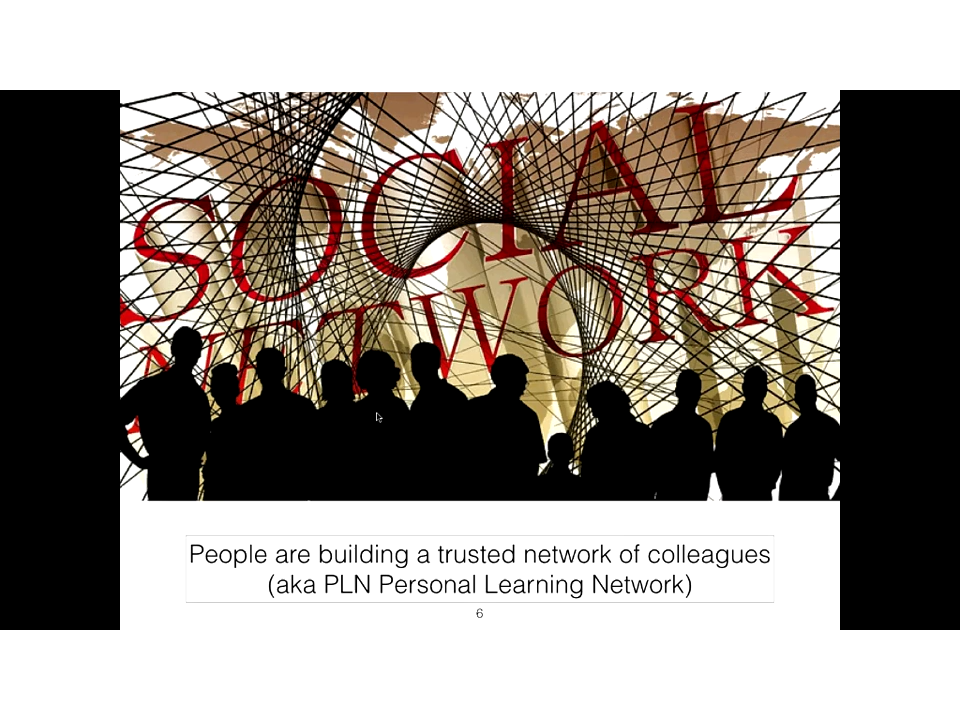 SOCIAL
NETWORK
People are building a trusted network of colleagues
(aka PLN Personal Learning Network)
6